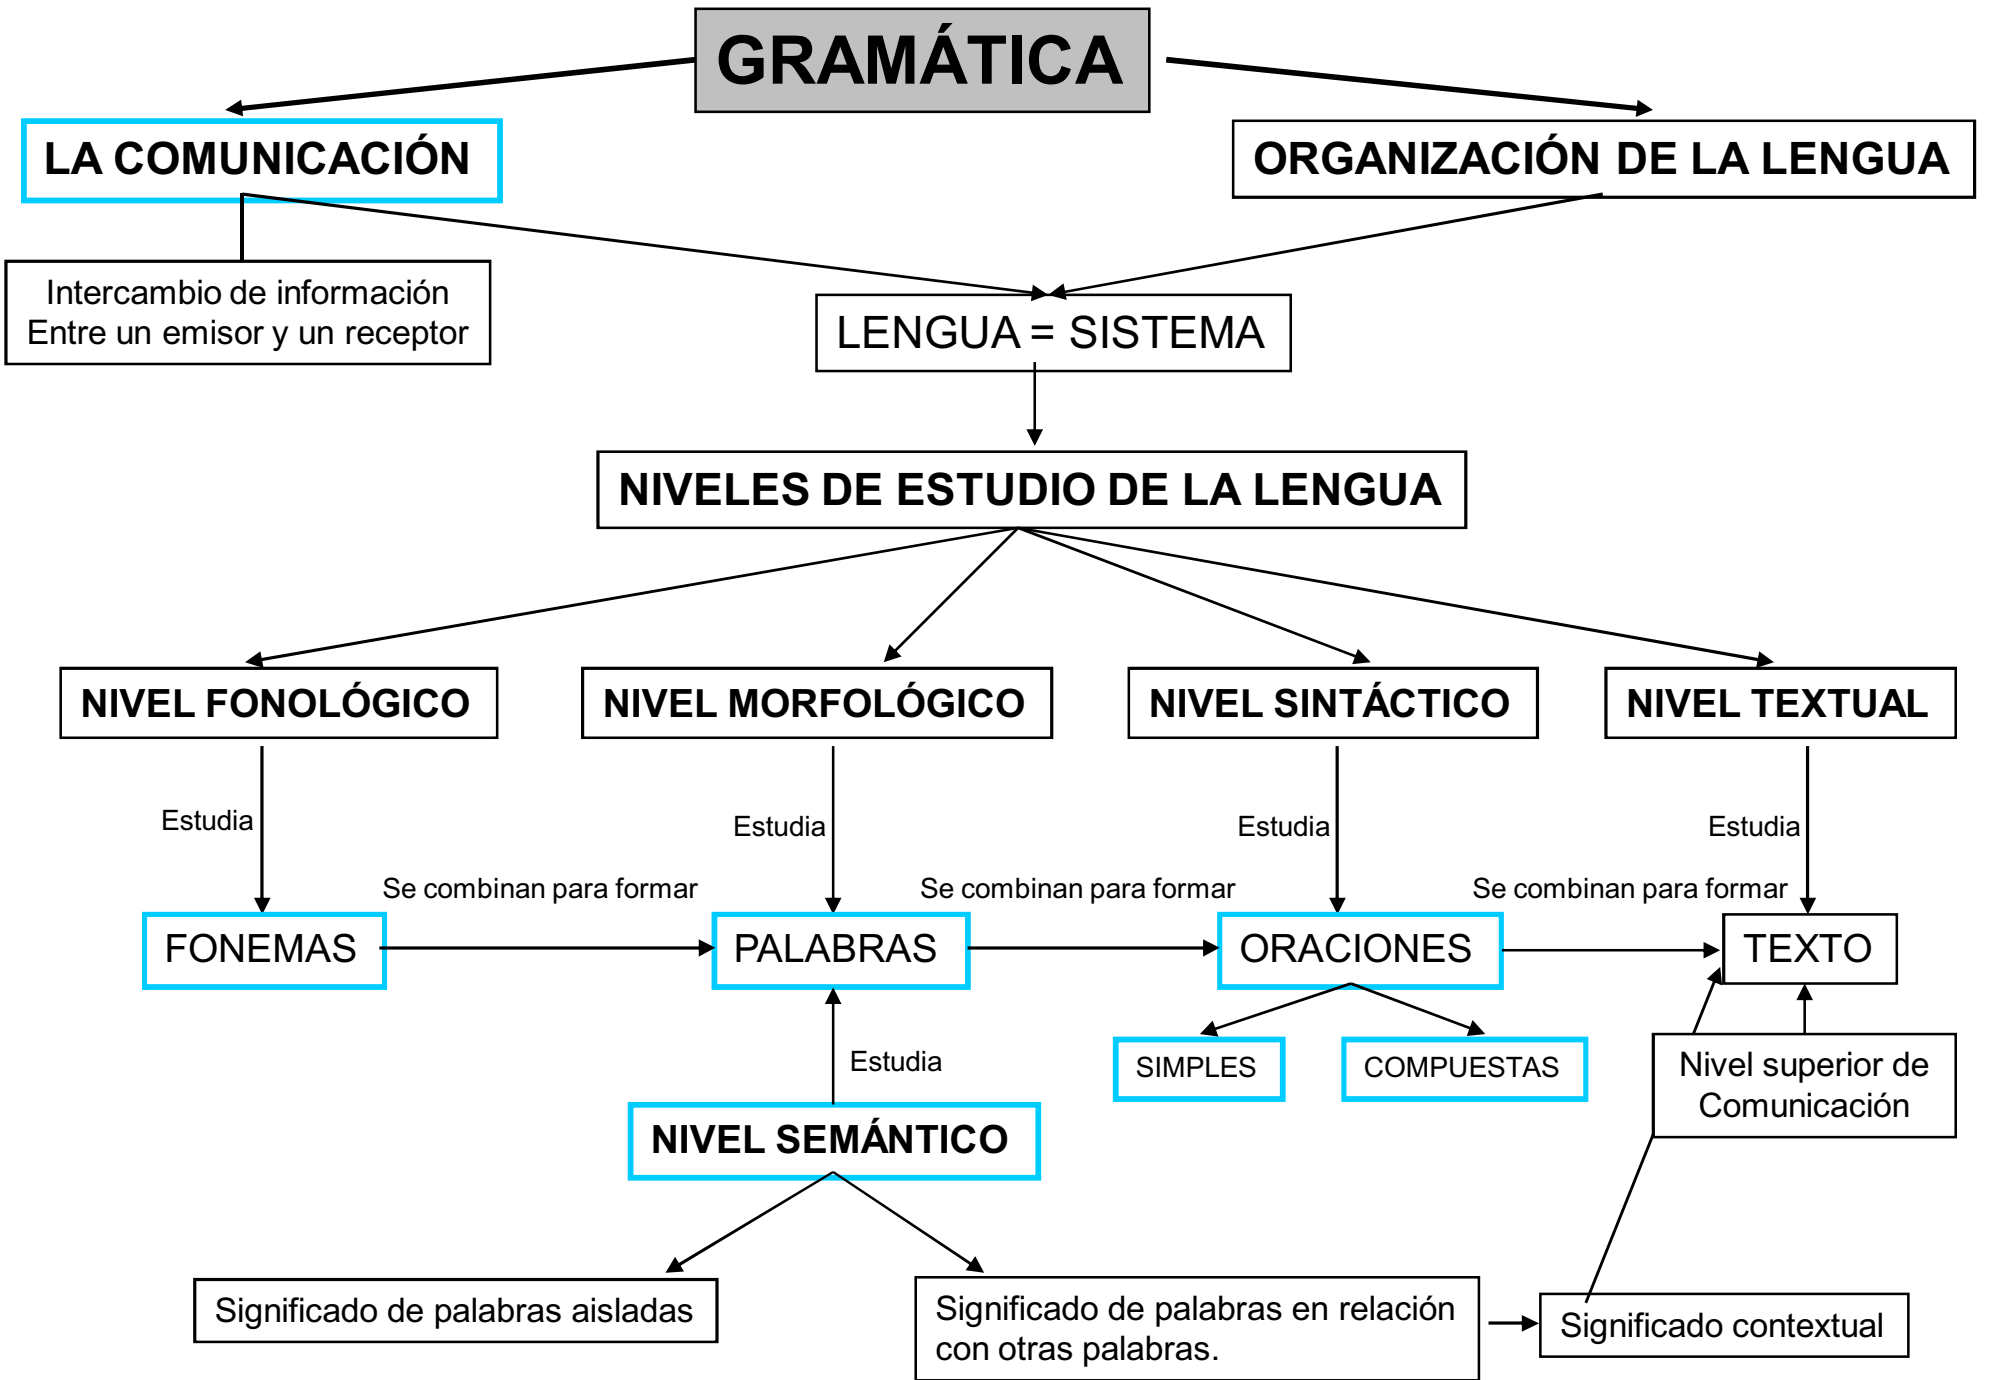 GRAMÁTICA
LA COMUNICACIÓN
ORGANIZACIÓN DE LA LENGUA
Intercambio de información
Entre un emisor y un receptor
LENGUA = SISTEMA
NIVELES DE ESTUDIO DE LA LENGUA
NIVEL FONOLÓGICO
NIVEL MORFOLÓGICO
NIVEL SINTÁCTICO
NIVEL TEXTUAL
Estudia
Estudia
Estudia
Estudia
Se combinan para formar
Se combinan para formar
Se combinan para formar
FONEMAS
PALABRAS
ORACIONES
TEXTO
Estudia
SIMPLES
COMPUESTAS
Nivel superior de
Comunicación
NIVEL SEMÁNTICO
Significado de palabras aisladas
Significado de palabras en relación
con otras palabras.
Significado contextual